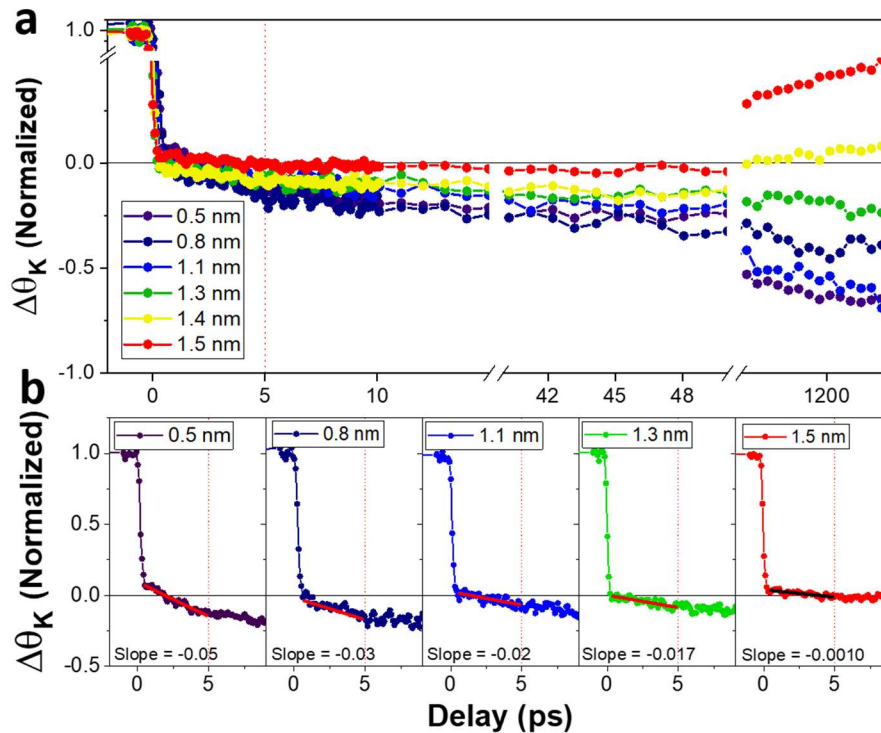 a
1.0
0.0
-0.5
-1.0
Δθ_K (Normalized)
0.5 nm
0.8 nm
1.1 nm
1.3 nm
1.4 nm
1.5 nm
0 5 10 42 45 48 1200
b
0.5 nm 0.8 nm 1.1 nm 1.3 nm 1.5 nm
1.0
0.5
0.0
-0.5
Δθ_K (Normalized)
Slope = -0.05 Slope = -0.03 Slope = -0.02 Slope = -0.017 Slope = -0.0010
0 5 0 5 0 5 0 5 0 5
Delay (ps)